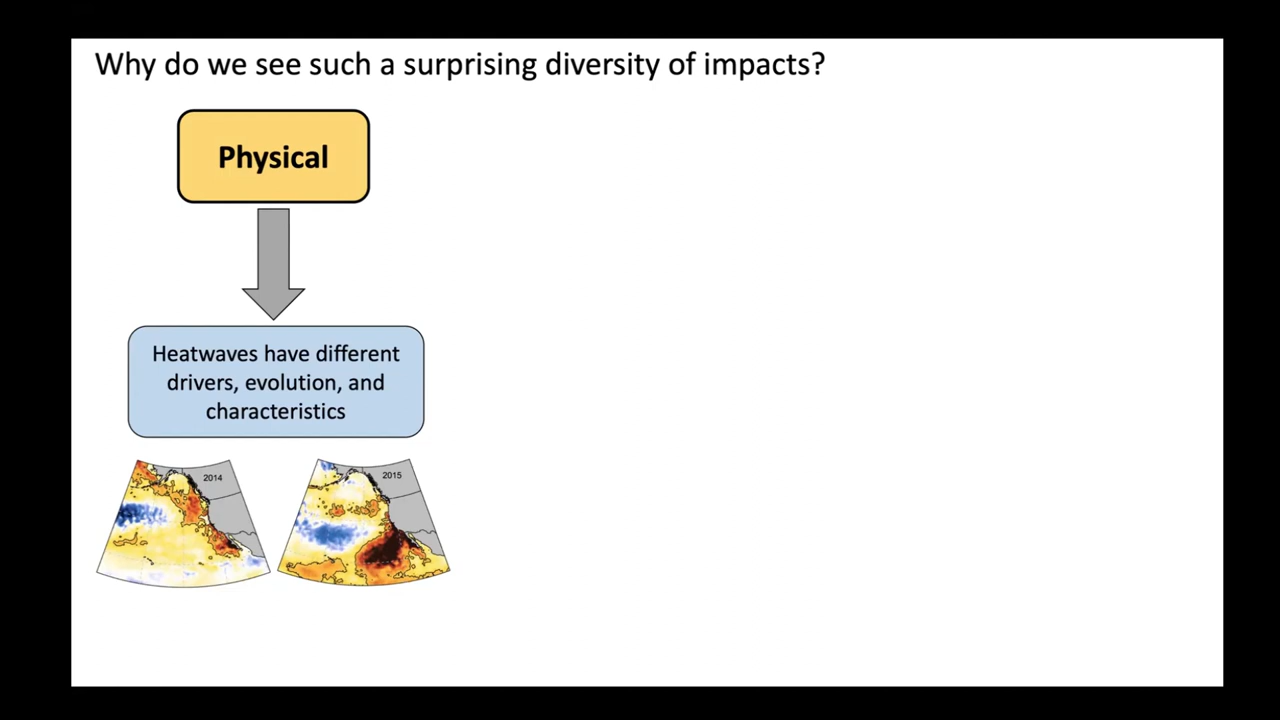 Why do we see such a surprising diversity of impacts?
Physical
Heatwaves have different
drivers, evolution, and
characteristics
2014
2015